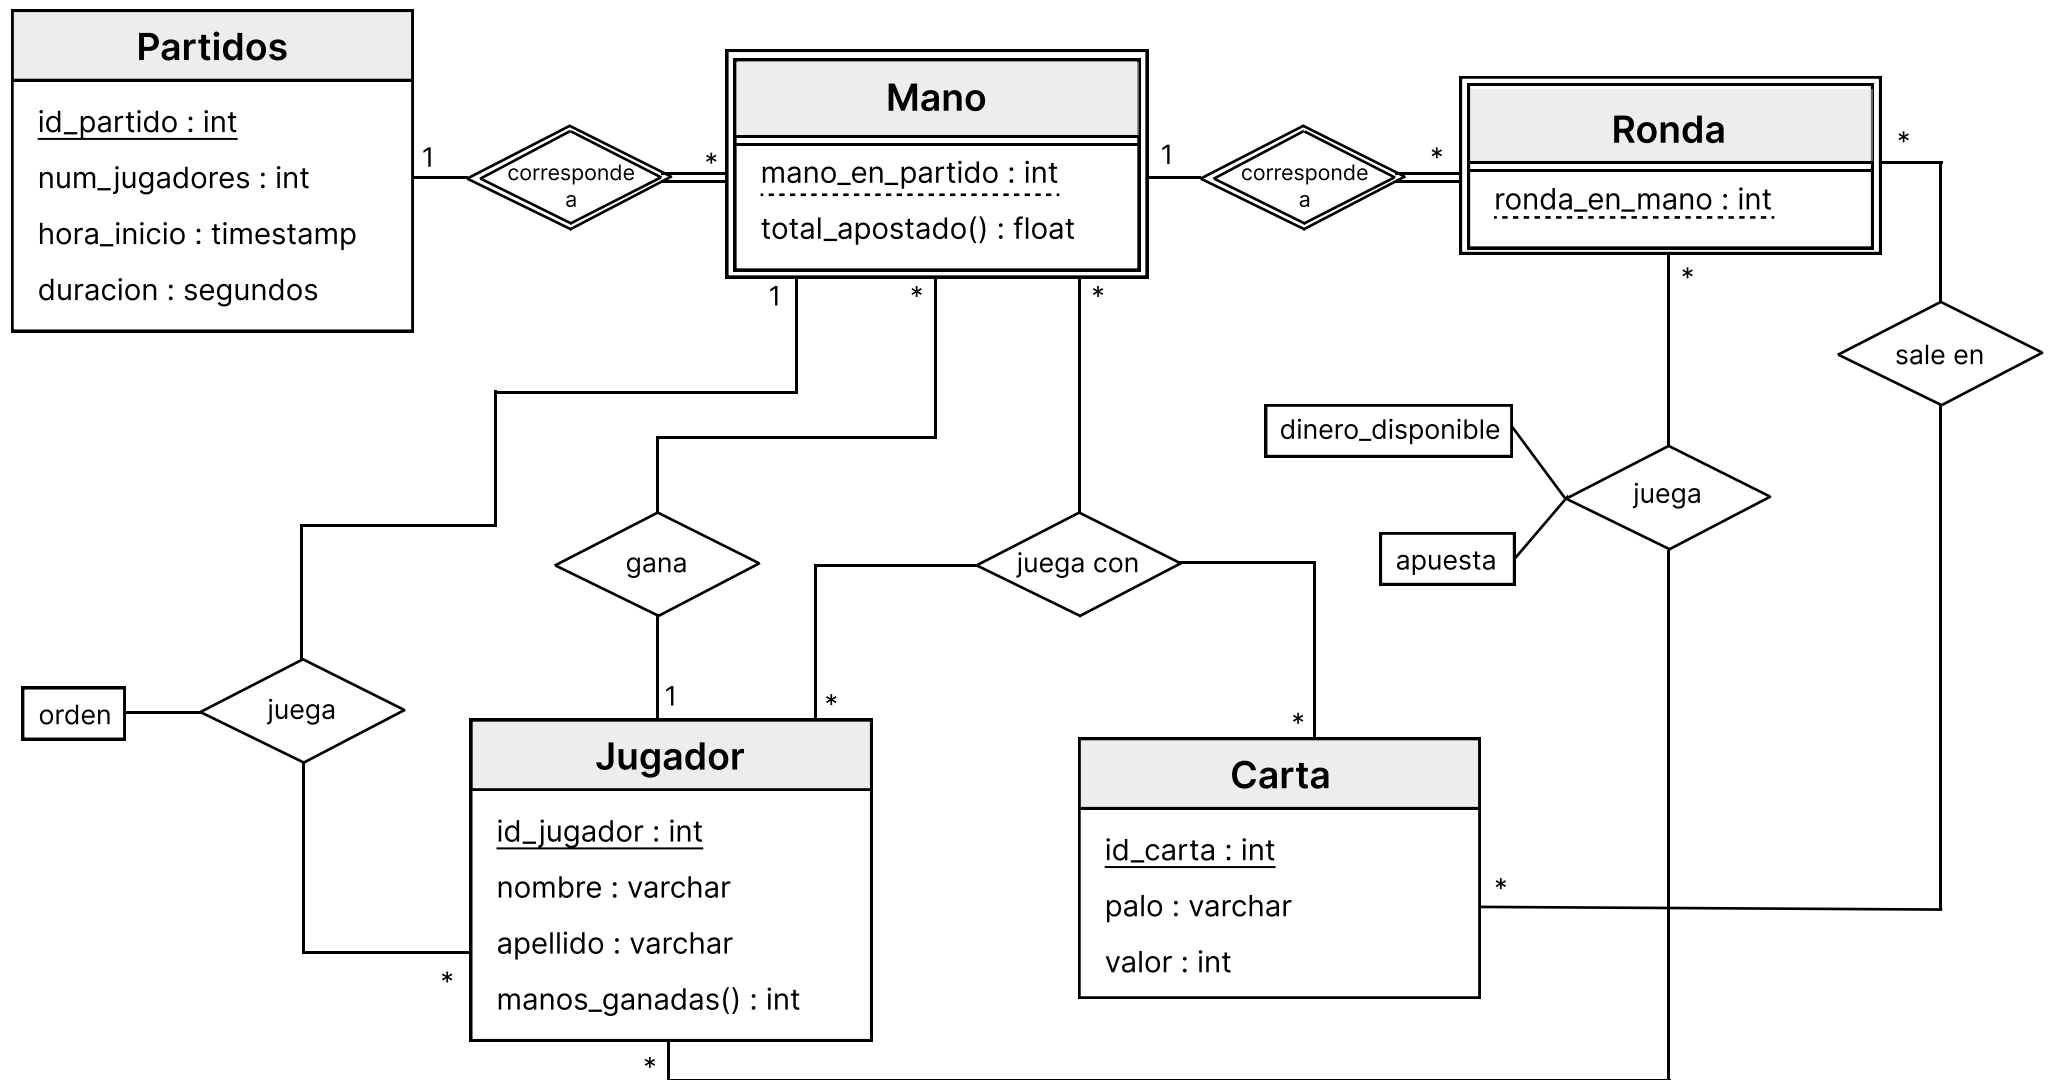 Partidos
id_partido : int
num_jugadores : int
hora_inicio : timestamp
duracion : segundos
1
corresponde
a
*
Mano
mano_en_partido : int
total_apostado() : float
1
corresponde
a
*
Ronda
ronda_en_mano : int
*
*
1
*
*
sale en
dinero_disponible
juega
apuesta
gana
juega con
orden
juega
1
*
*
Jugador
id_jugador : int
nombre : varchar
apellido : varchar
manos_ganadas() : int
*
*
Carta
id_carta : int
palo : varchar
valor : int
*